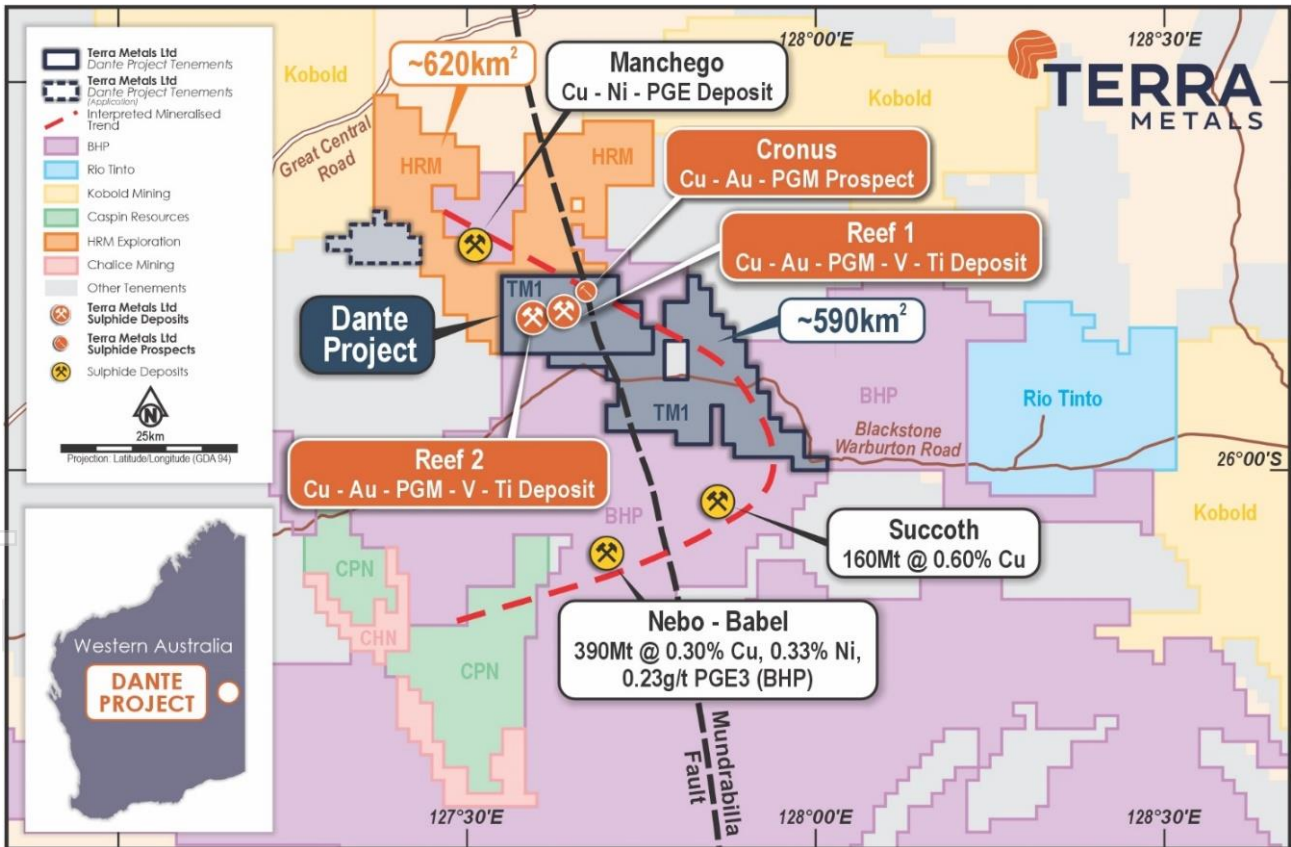 Terra Metals Ltd
Dante Project Tenements
Terra Metals Ltd
Dante Project Tenements
(Application)
Interpreted Mineralised
Trend
BHP
Rio Tinto
Kobold Mining
Caspin Resources
HRM Exploration
Chalice Mining
Other Tenements
Terra Metals Ltd
Sulphide Deposits
Terra Metals Ltd
Sulphide Prospects
Sulphide Deposits
N
25km
Projection: Latitude/Longitude (GDA 94)
128°00'E
128°30'E
TERRA
METALS
Kobold
~620km²
Manchego
Cu - Ni - PGE Deposit
Kobold
Great Central
Road
HRM
HRM
Cronus
Cu - Au - PGM Prospect
Reef 1
Cu - Au - PGM - V - Ti Deposit
TM1
Dante
Project
~590km²
TM1
BHP
Rio Tinto
Blackstone
Warburton Road
26°00'S
Reef 2
Cu - Au - PGM - V - Ti Deposit
BHP
Kobold
Succoth
160Mt @ 0.60% Cu
CPN
CHN
CPN
Nebo - Babel
390Mt @ 0.30% Cu, 0.33% Ni,
0.23g/t PGE3 (BHP)
Mundrabilla
Fault
Western Australia
DANTE
PROJECT
127°30'E
128°00'E
128°30'E